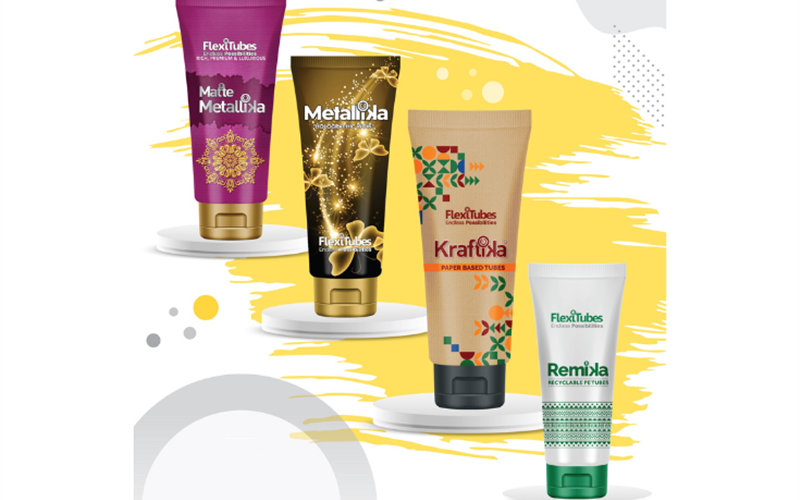 FlexiTubes
Endless Possibilities
RICH, PREMIUM & LUXURIOUS
Matte
Metallika
Metallika
FlexiTubes
FlexiTubes
Endless Possibilities
Kraftika
PAPER BASED TUBES
FlexiTubes
Endless Possibilities
Remika
RECYCLABLE PE TUBES